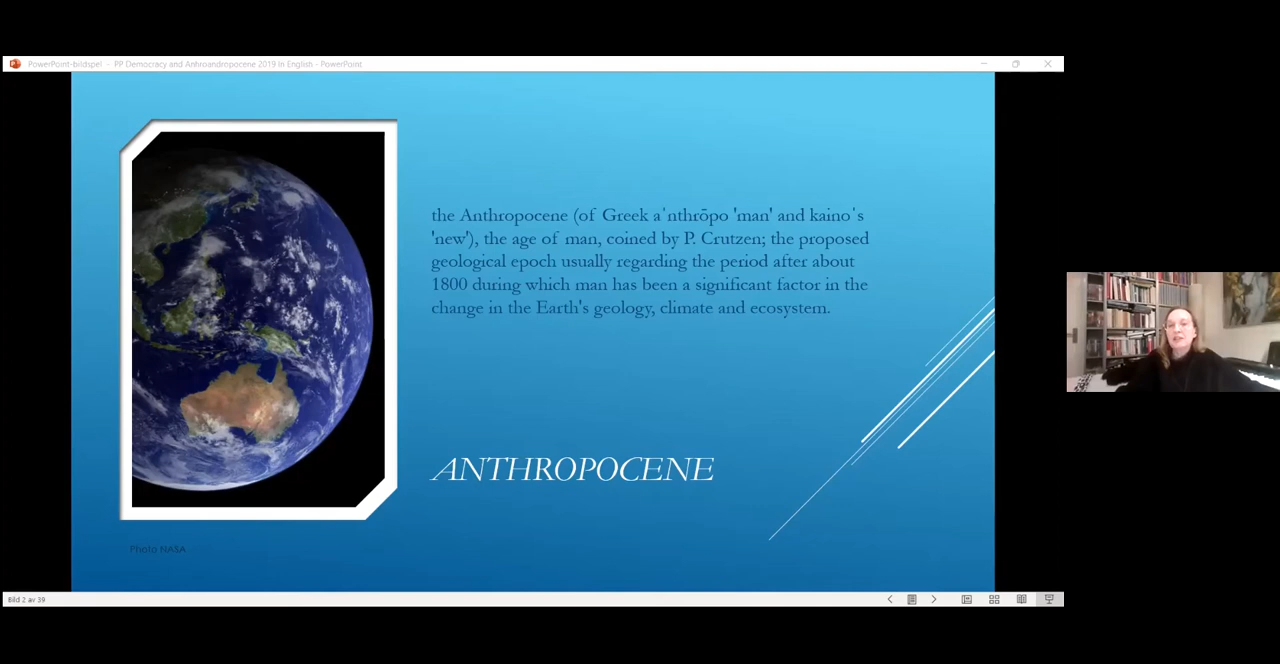 PowerPoint-bildspel - PP Democracy and Anhroandropocene 2019 In English - PowerPoint
the Anthropocene (of Greek aˈnthrōpo 'man' and kainoˈs
'new'), the age of man, coined by P. Crutzen; the proposed
geological epoch usually regarding the period after about
1800 during which man has been a significant factor in the
change in the Earth's geology, climate and ecosystem.
ANTHROPOCENE
Photo NASA
Bild 2 av 39